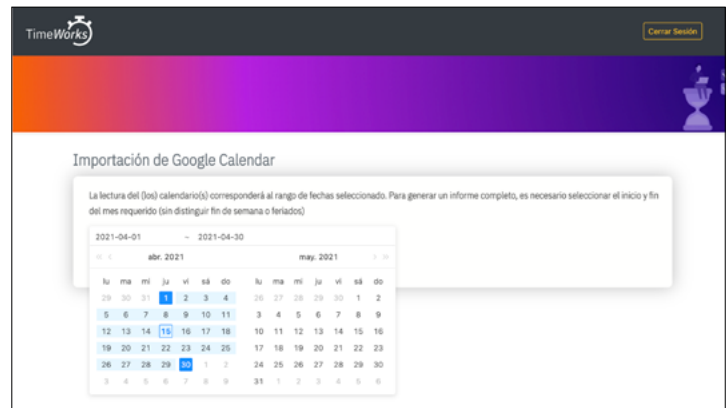 TimeWorks
Cerrar Sesión
Importación de Google Calendar
La lectura del (los) calendario(s) corresponderá al rango de fechas seleccionado. Para generar un informe completo, es necesario seleccionar el inicio y fin
del mes requerido (sin distinguir fin de semana o feriados)
2021-04-01 ~ 2021-04-30
« < abr. 2021 may. 2021 > »
lu ma mi ju vi sá do lu ma mi ju vi sá do
29 30 31 1 2 3 4 26 27 28 29 30 1 2
5 6 7 8 9 10 11 3 4 5 6 7 8 9
12 13 14 15 16 17 18 10 11 12 13 14 15 16
19 20 21 22 23 24 25 17 18 19 20 21 22 23
26 27 28 29 30 1 2 24 25 26 27 28 29 30
3 4 5 6 7 8 9 31 1 2 3 4 5 6